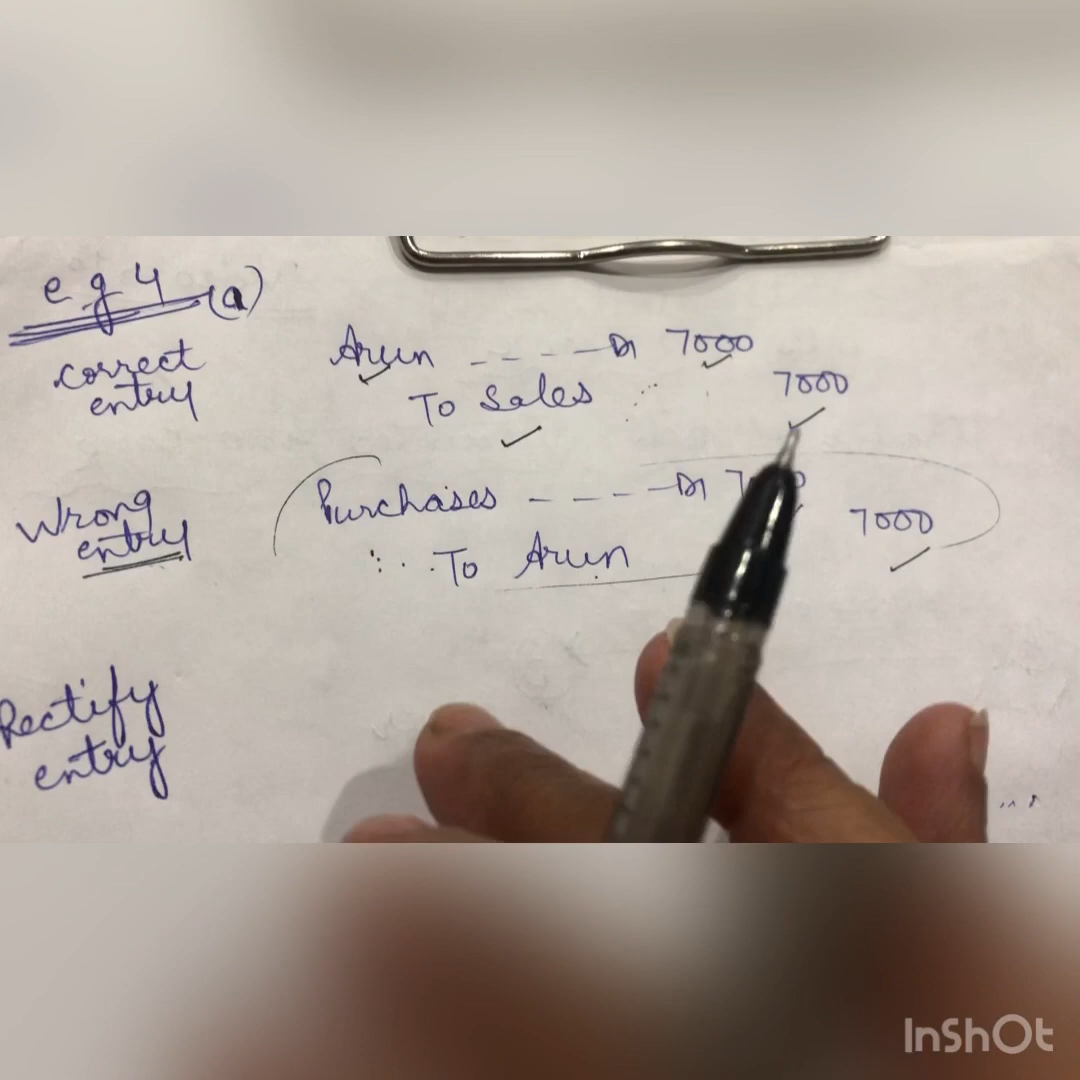 eg 4 (a)
correct entry
Arun - - - - Dr 7000
To Sales 7000
Wrong entry
Purchases - - - - Dr
To Arun 7000
Rectify entry
InShOt